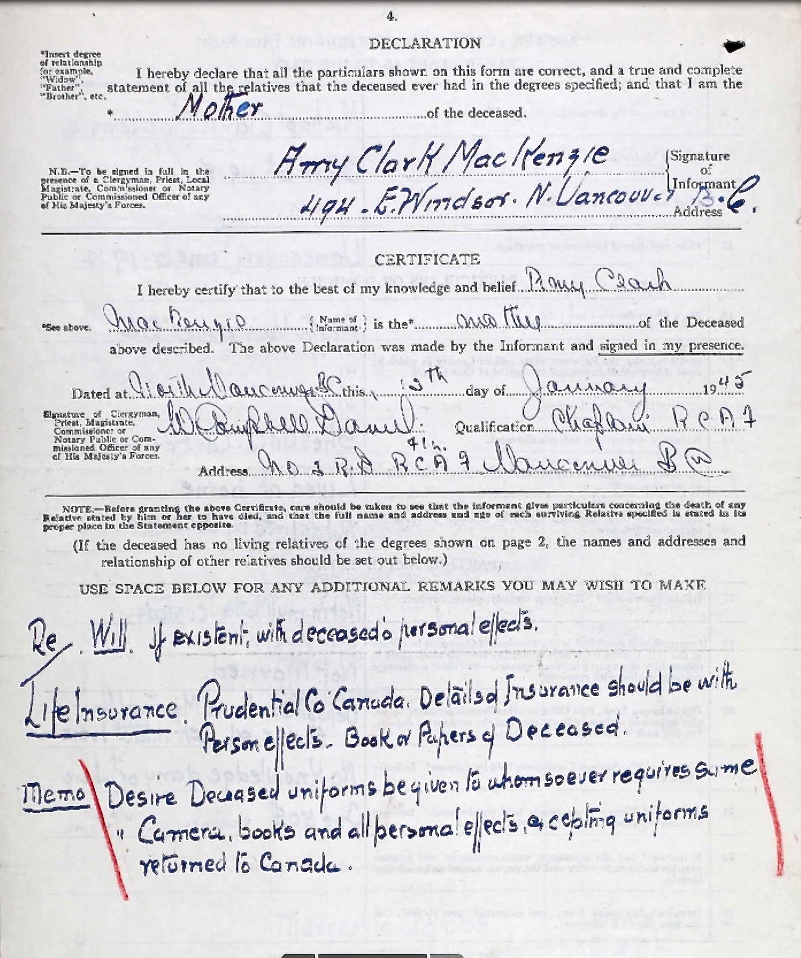 4.
DECLARATION
*Insert degree
of relationship
for example,
"Widow",
"Father",
"Brother", etc.
I hereby declare that all the particulars shown on this form are correct, and a true and complete
statement of all the relatives that the deceased ever had in the degrees specified; and that I am the
* Mother of the deceased.
N.B.—To be signed in full in the
presence of a Clergyman, Priest, Local
Magistrate, Commissioner or Notary
Public or Commissioned Officer of any
of His Majesty's Forces.
Amy Clark MacKenzie
494. E. Windsor. N. Vancouver B.C.
Signature
of
Informant
Address
CERTIFICATE
I hereby certify that to the best of my knowledge and belief Amy Clark
*See above. MacKenzie {Name of Informant} is the* mother of the Deceased
above described. The above Declaration was made by the Informant and signed in my presence.
Dated at North Vancouver BC this day of January 1945
Signature of Clergyman,
Priest, Magistrate,
Commissioner or
Notary Public or Com-
missioned Officer of any
of His Majesty's Forces.
W Campbell Qualification Chaplain RCAF
Address No 2 R.D. RCAF Vancouver BC
NOTE.—Before granting the above Certificate, care should be taken to see that the informant gives particulars concerning the death of any
Relative stated by him or her to have died, and that the full name and address and age of each surviving Relative specified is stated in its
proper place in the Statement opposite.
(If the deceased has no living relatives of the degrees shown on page 2, the names and addresses and
relationship of other relatives should be set out below.)
USE SPACE BELOW FOR ANY ADDITIONAL REMARKS YOU MAY WISH TO MAKE
Re/. Will. If existent, with deceased's personal effects.
Life Insurance. Prudential Co Canada. Details of Insurance should be with
Person effects. Book or Papers of Deceased.
Memo Desire Deceased uniforms be given to whomsoever requires same
" Camera, books and all personal effects, excepting uniforms
returned to Canada.